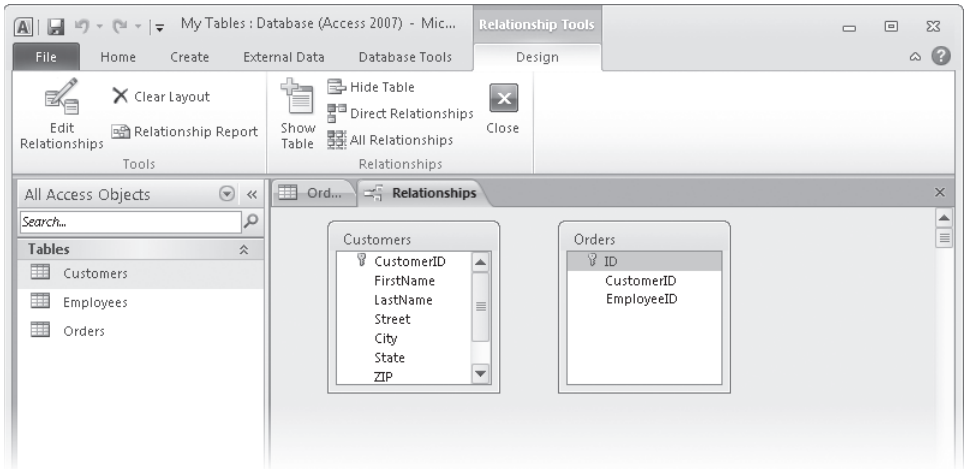 My Tables : Database (Access 2007) - Mic...
Relationship Tools
File Home Create External Data Database Tools Design
Edit Relationships
Clear Layout
Relationship Report
Tools
Show Table
Hide Table
Direct Relationships
All Relationships
Close
Relationships
All Access Objects
Search...
Tables
Customers
Employees
Orders
Ord...
Relationships
Customers
CustomerID
FirstName
LastName
Street
City
State
ZIP
Orders
ID
CustomerID
EmployeeID